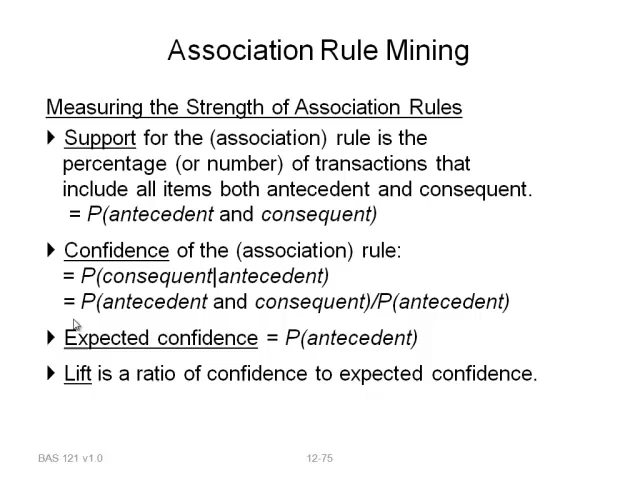 Association Rule Mining
Measuring the Strength of Association Rules
Support for the (association) rule is the
percentage (or number) of transactions that
include all items both antecedent and consequent.
= P(antecedent and consequent)
Confidence of the (association) rule:
= P(consequent|antecedent)
= P(antecedent and consequent)/P(antecedent)
Expected confidence = P(antecedent)
Lift is a ratio of confidence to expected confidence.
BAS 121 v1.0
12-75